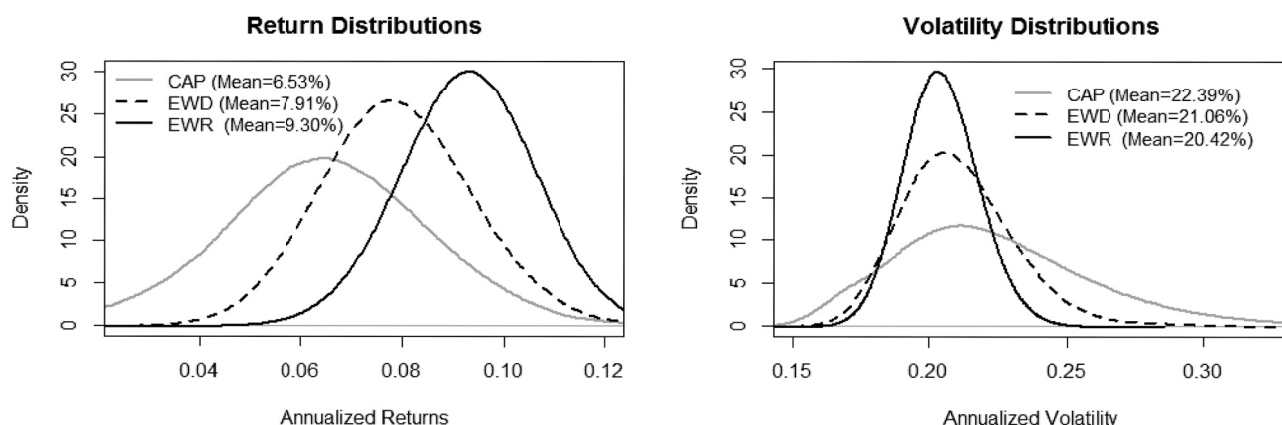 Return Distributions
CAP (Mean=6.53%)
EWD (Mean=7.91%)
EWR (Mean=9.30%)
Density
30
25
20
15
10
5
0
0.04 0.06 0.08 0.10 0.12
Annualized Returns
Volatility Distributions
CAP (Mean=22.39%)
EWD (Mean=21.06%)
EWR (Mean=20.42%)
Density
30
25
20
15
10
5
0
0.15 0.20 0.25 0.30
Annualized Volatility